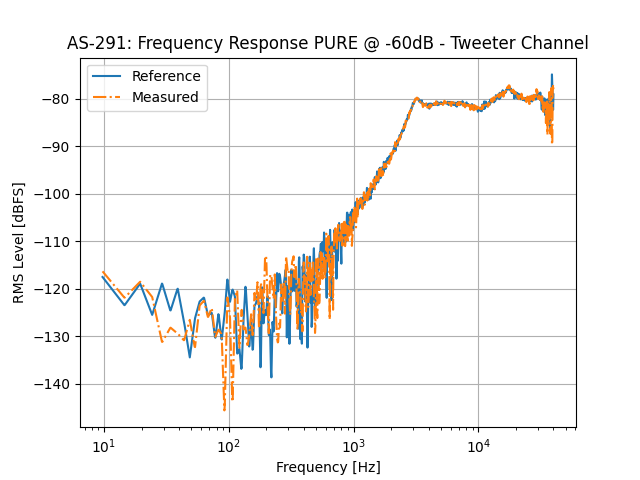 AS-291: Frequency Response PURE @ -60dB - Tweeter Channel
Reference
Measured
−80
−90
−100
−110
−120
−130
−140
RMS Level [dBFS]
10¹ 10² 10³ 10⁴
Frequency [Hz]